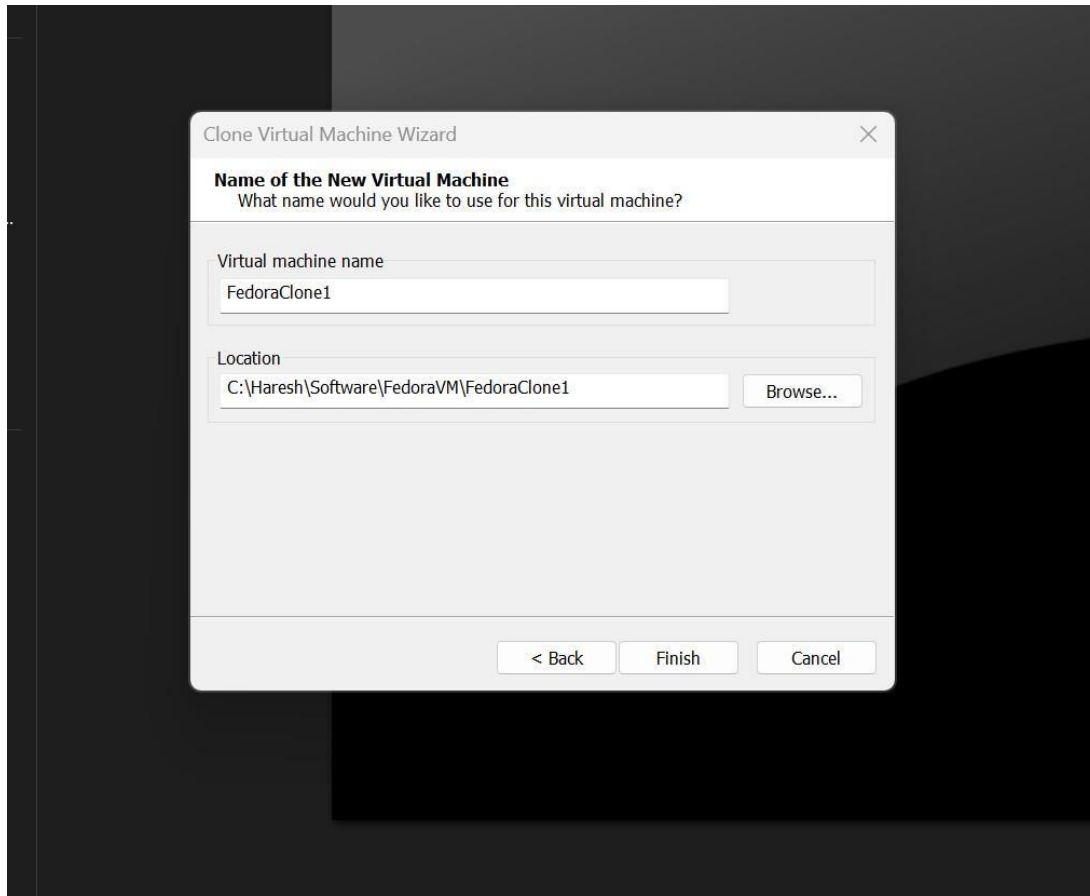 Clone Virtual Machine Wizard
Name of the New Virtual Machine
What name would you like to use for this virtual machine?
..
Virtual machine name
FedoraClone1
Location
C:\Haresh\Software\FedoraVM\FedoraClone1
Browse...
< Back
Finish
Cancel